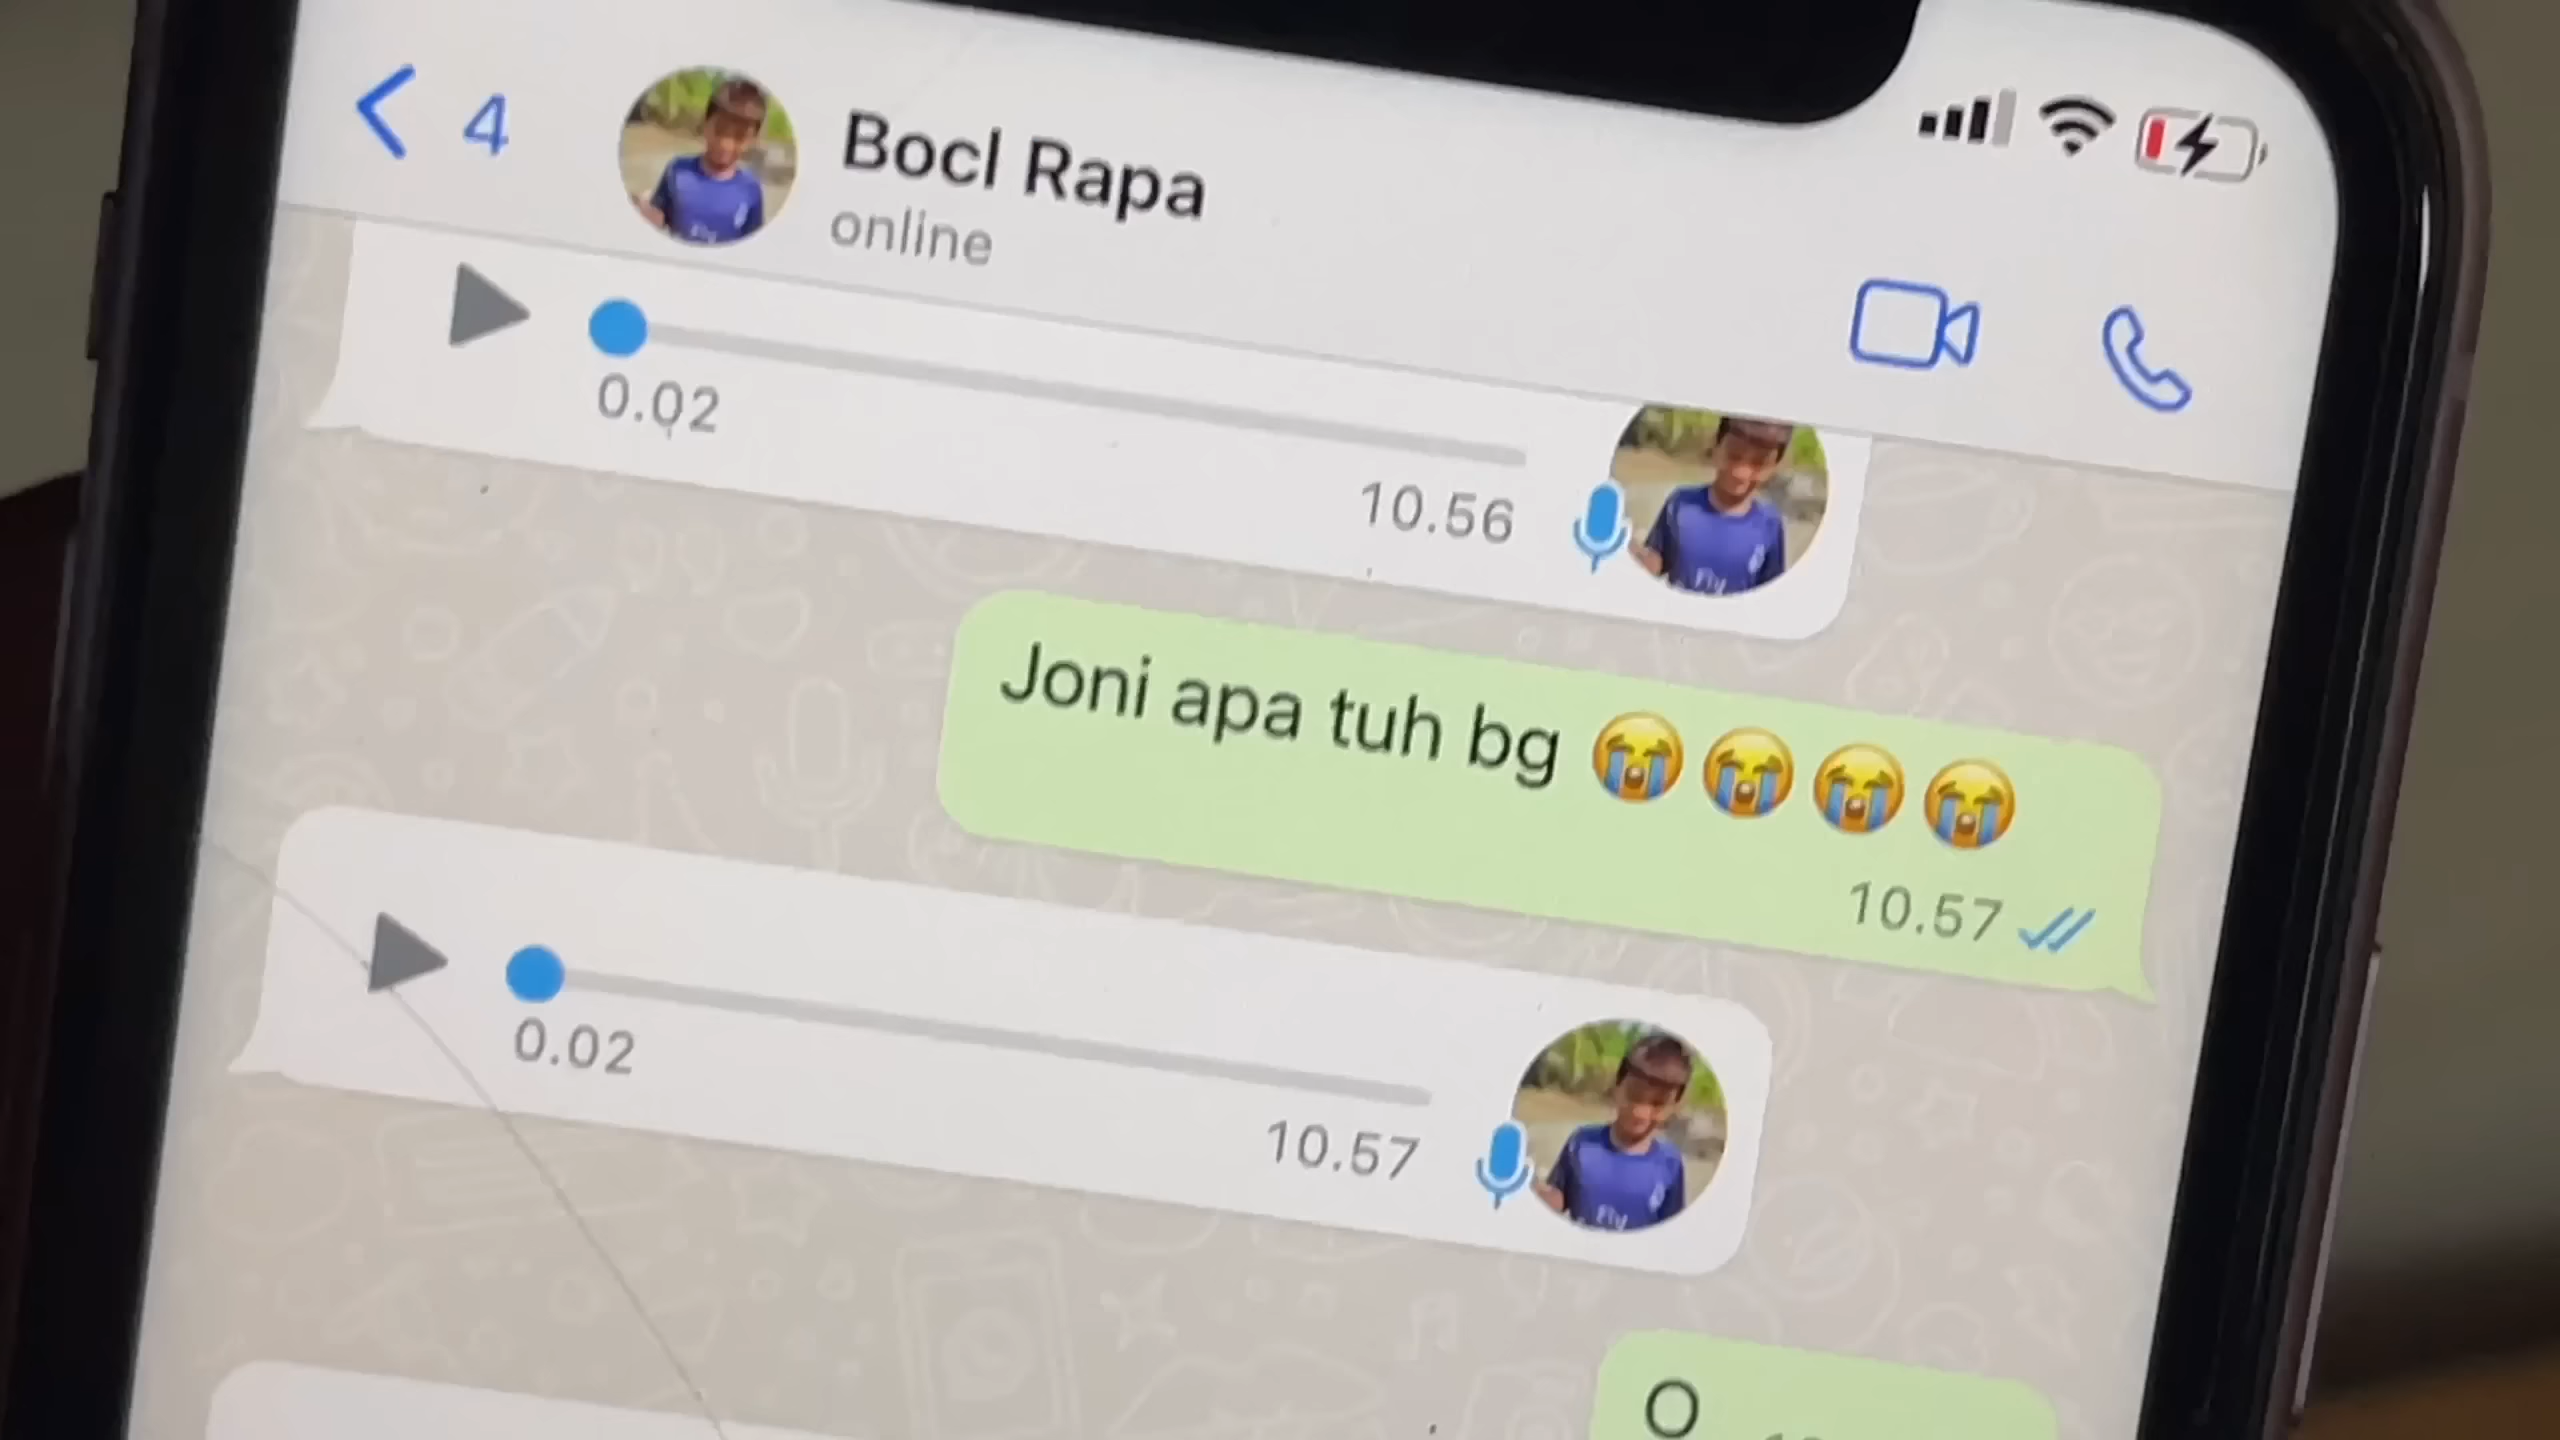 4
Bocl Rapa
online
0.02
10.56
Joni apa tuh bg 😭😭😭😭
10.57
0.02
10.57
O